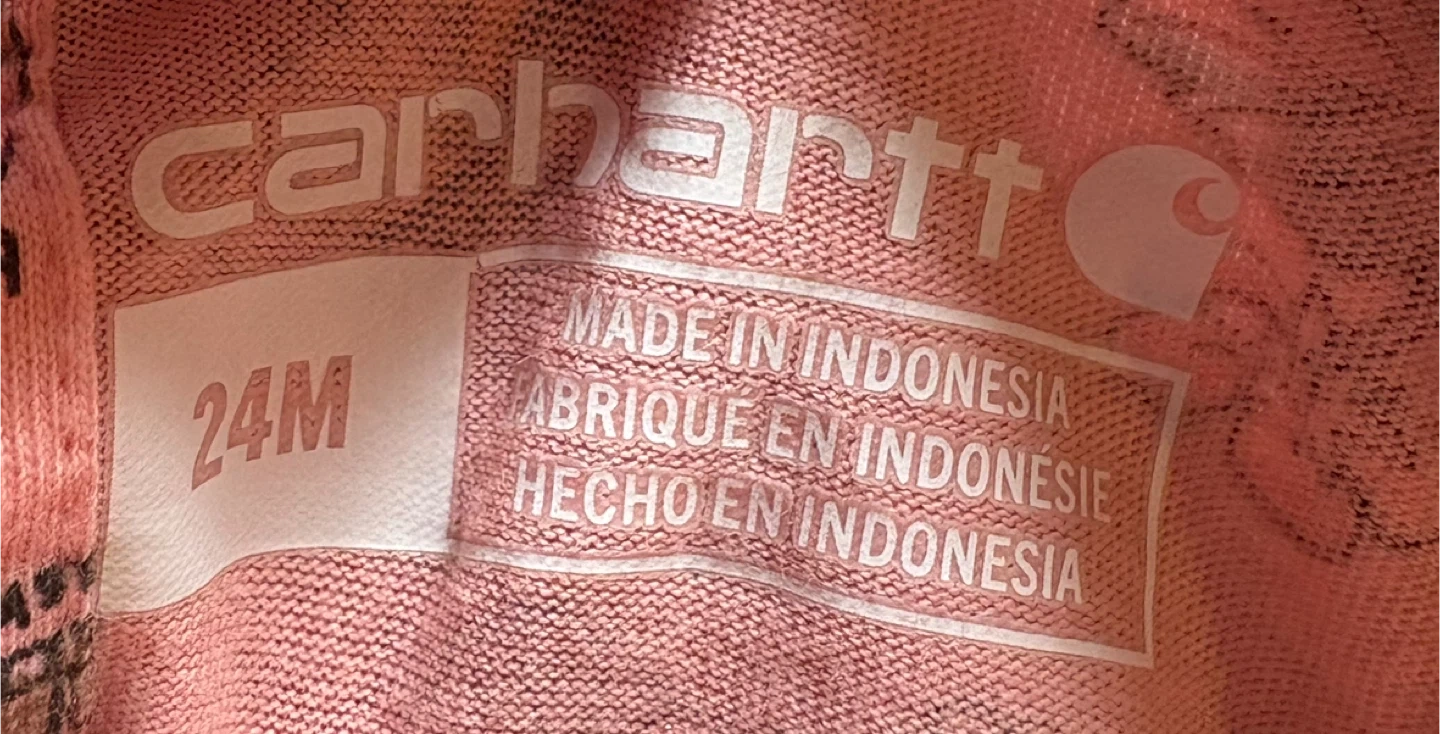 carhartt
24M
MADE IN INDONESIA
FABRIQUÉ EN INDONÉSIE
HECHO EN INDONESIA